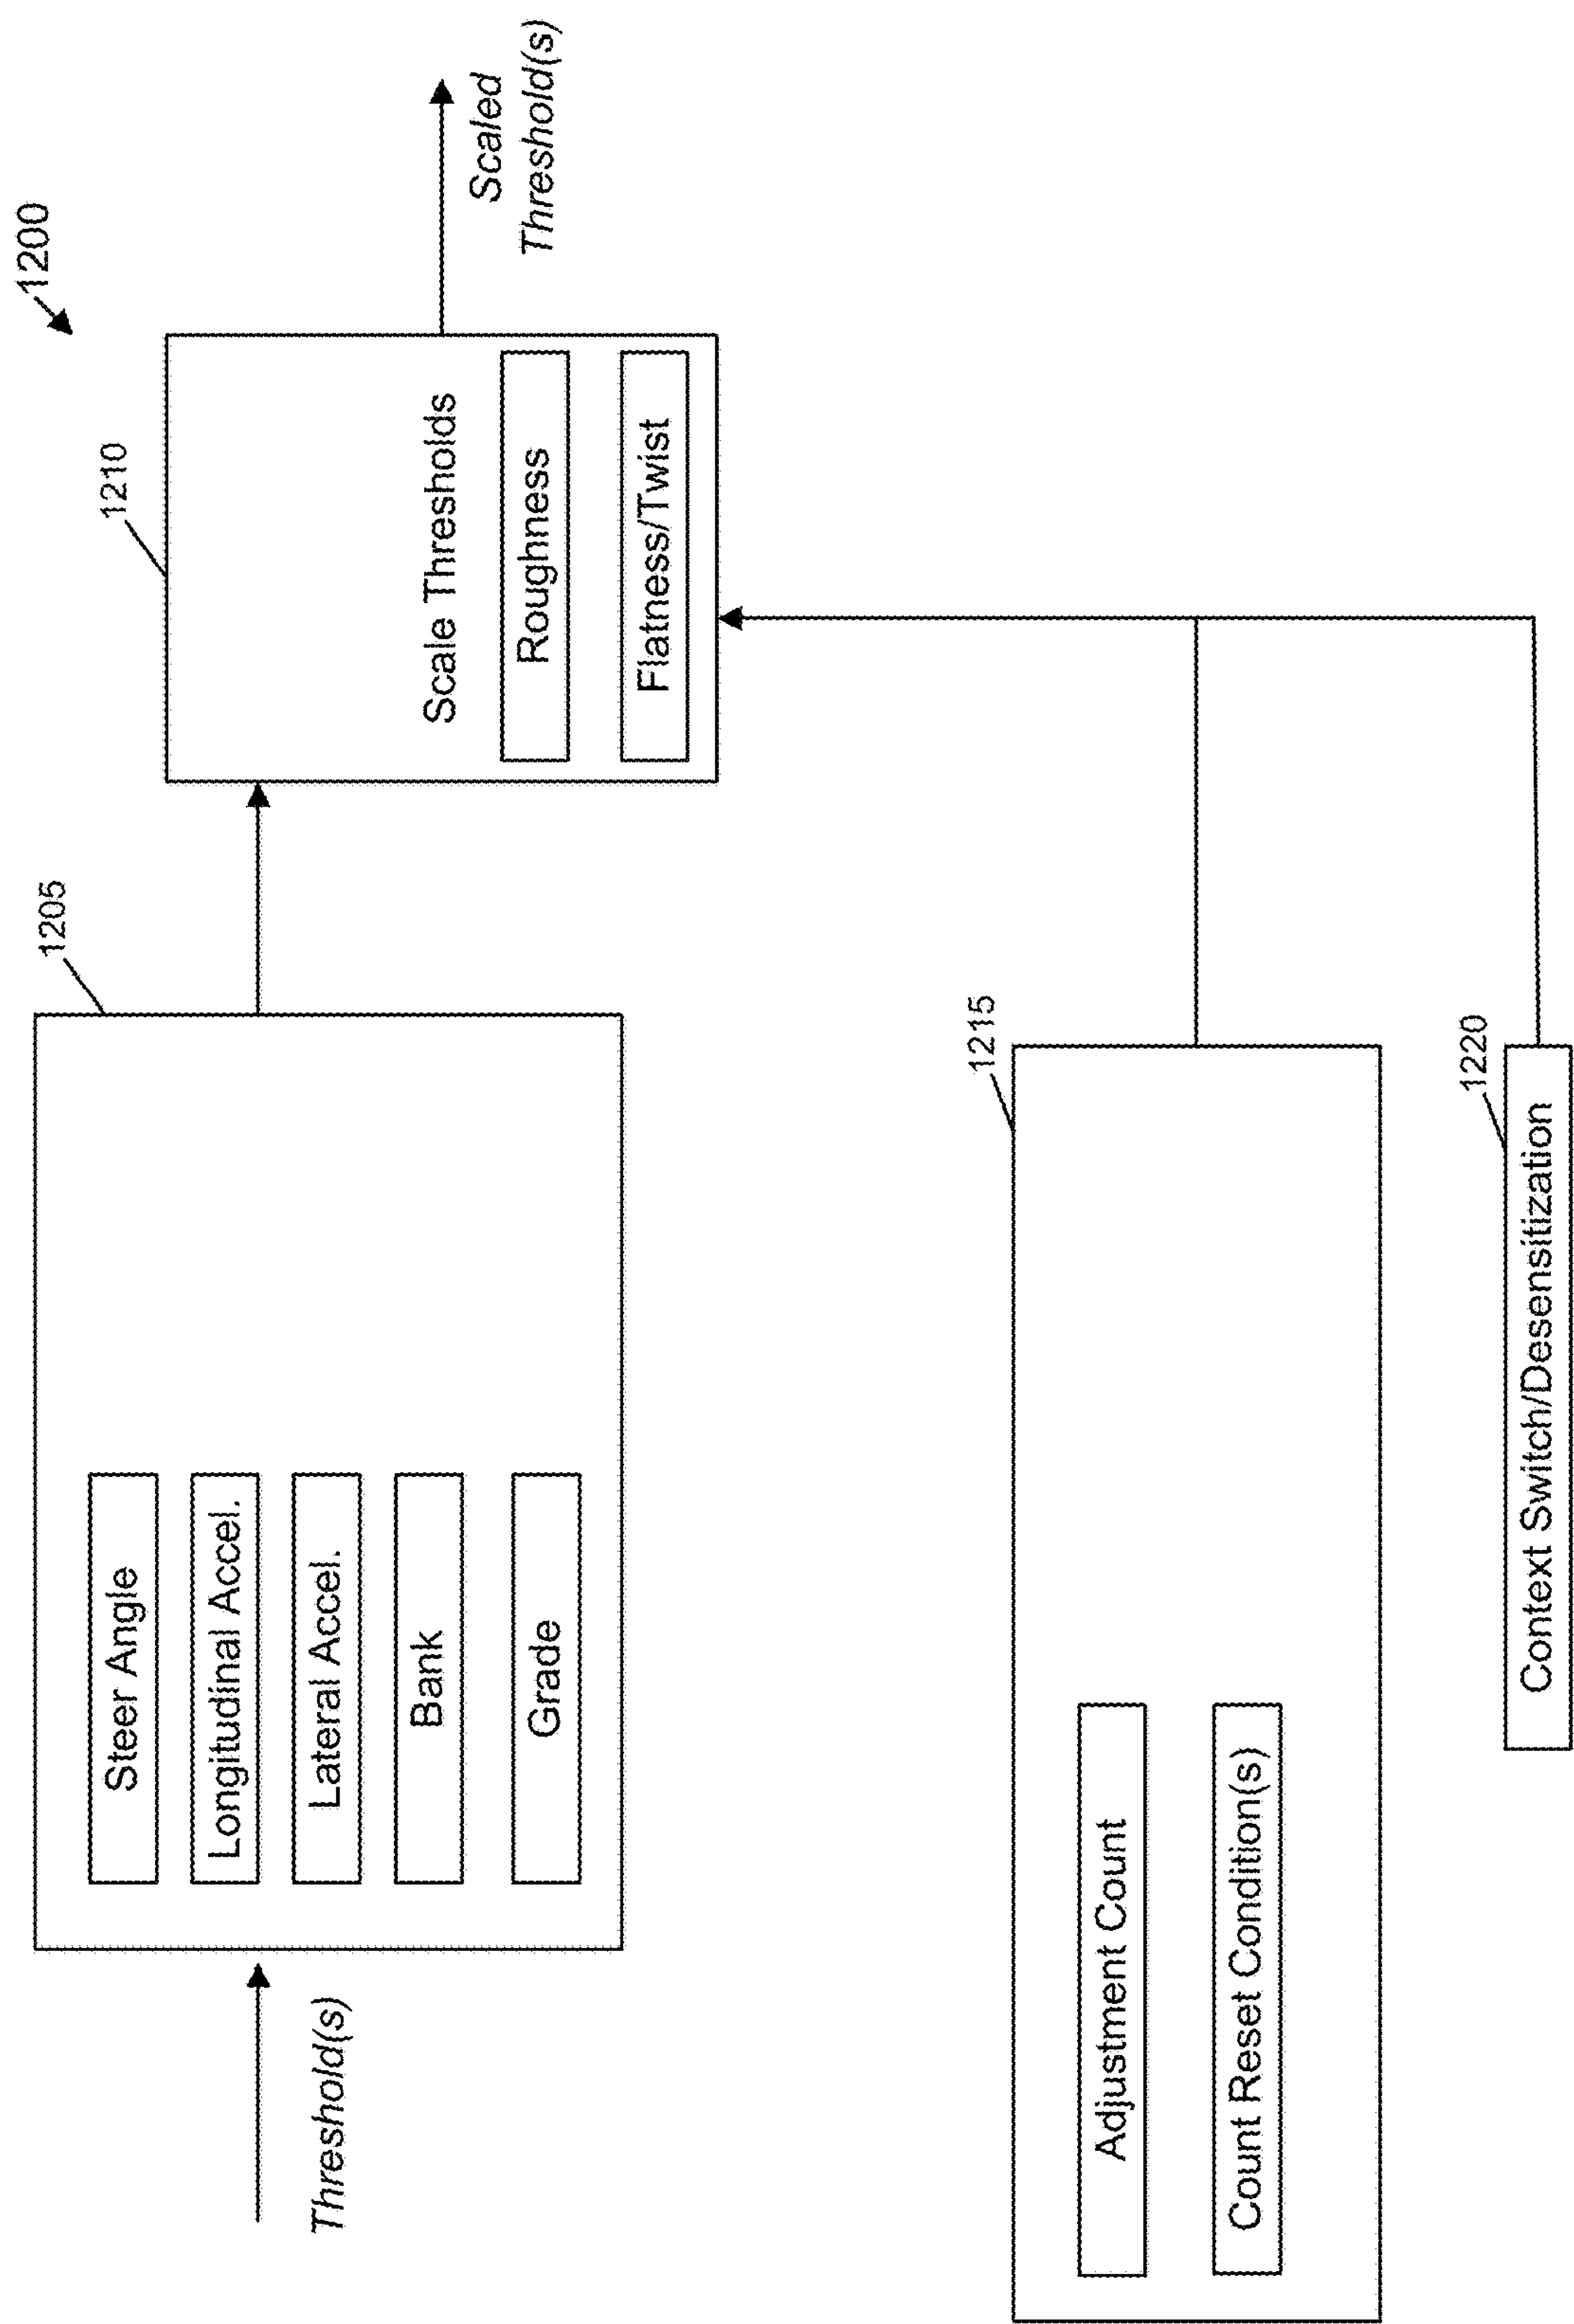 1200
1205
1210
Threshold(s)
Steer Angle
Longitudinal Accel.
Lateral Accel.
Bank
Grade
Scale Thresholds
Roughness
Flatness/Twist
Scaled
Threshold(s)
1215
Adjustment Count
Count Reset Condition(s)
1220
Context Switch/Desensitization